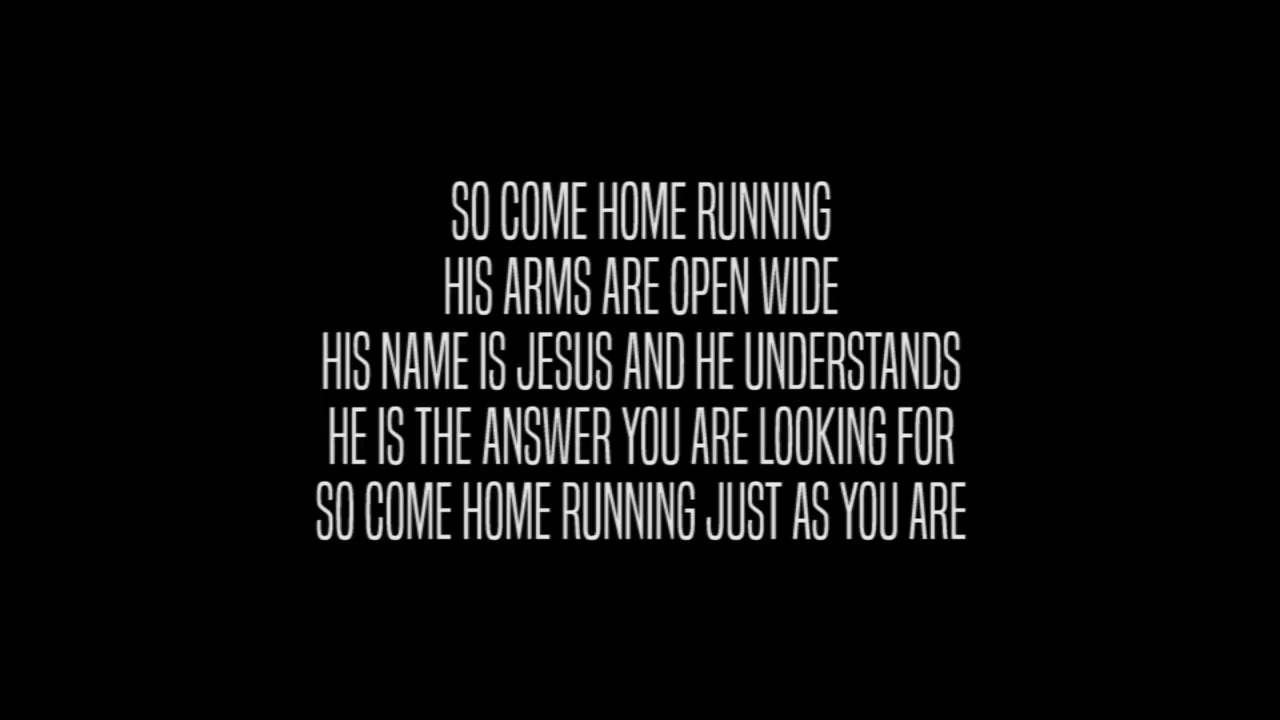 SO COME HOME RUNNING
HIS ARMS ARE OPEN WIDE
HIS NAME IS JESUS AND HE UNDERSTANDS
HE IS THE ANSWER YOU ARE LOOKING FOR
SO COME HOME RUNNING JUST AS YOU ARE